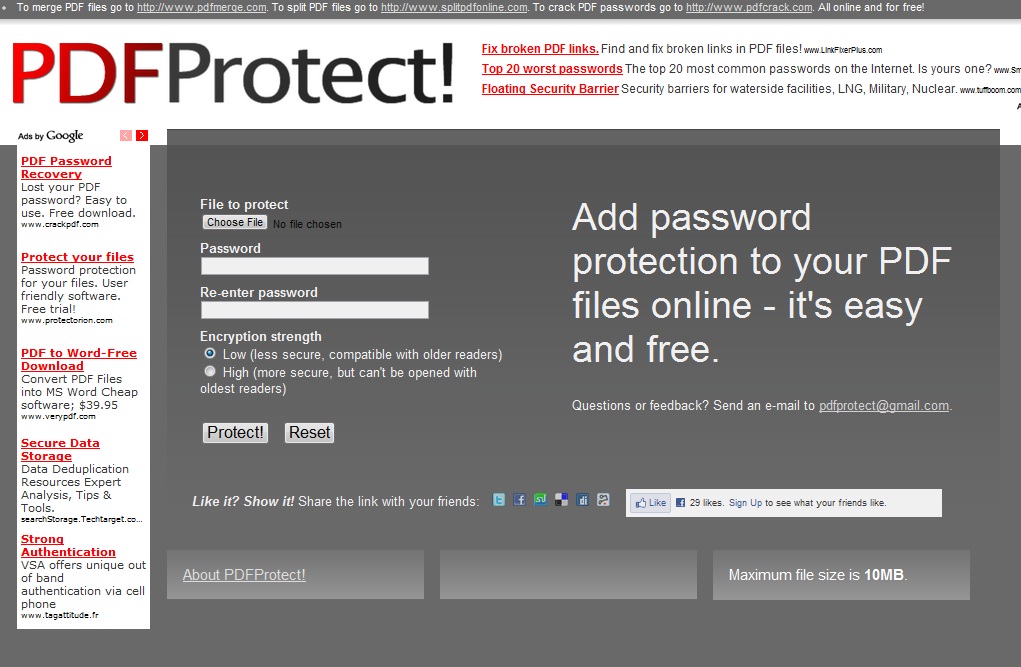 To merge PDF files go to http://www.pdfmerge.com. To split PDF files go to http://www.splitpdfonline.com. To crack PDF passwords go to http://www.pdfcrack.com. All online and for free!
PDFProtect!
Fix broken PDF links. Find and fix broken links in PDF files! www.LinkFixerPlus.com
Top 20 worst passwords The top 20 most common passwords on the Internet. Is yours one? www.Sm
Floating Security Barrier Security barriers for waterside facilities, LNG, Military, Nuclear. www.tuffboom.com
A
Ads by Google
PDF Password
Recovery
Lost your PDF
password? Easy to
use. Free download.
www.crackpdf.com
Protect your files
Password protection
for your files. User
friendly software.
Free trial!
www.protectorion.com
PDF to Word-Free
Download
Convert PDF Files
into MS Word Cheap
software; $39.95
www.verypdf.com
Secure Data
Storage
Data Deduplication
Resources Expert
Analysis, Tips &
Tools.
searchStorage.Techtarget.co...
Strong
Authentication
VSA offers unique out
of band
authentication via cell
phone
www.tagattitude.fr
File to protect
Choose File No file chosen
Password
Re-enter password
Encryption strength
Low (less secure, compatible with older readers)
High (more secure, but can't be opened with
oldest readers)
Protect! Reset
Add password
protection to your PDF
files online - it's easy
and free.
Questions or feedback? Send an e-mail to pdfprotect@gmail.com.
Like it? Show it! Share the link with your friends:
Like 29 likes. Sign Up to see what your friends like.
About PDFProtect!
Maximum file size is 10MB.